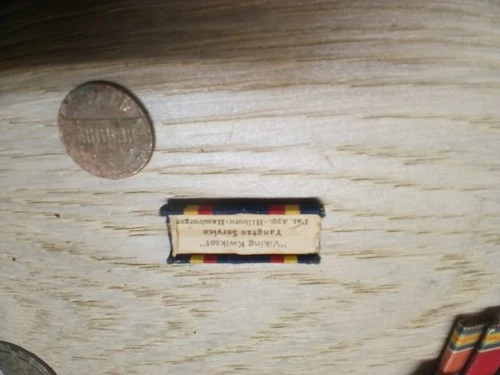 "Viking Kwikset"
Yangtze Service
Pat. App. -Hilborn-Hamburger